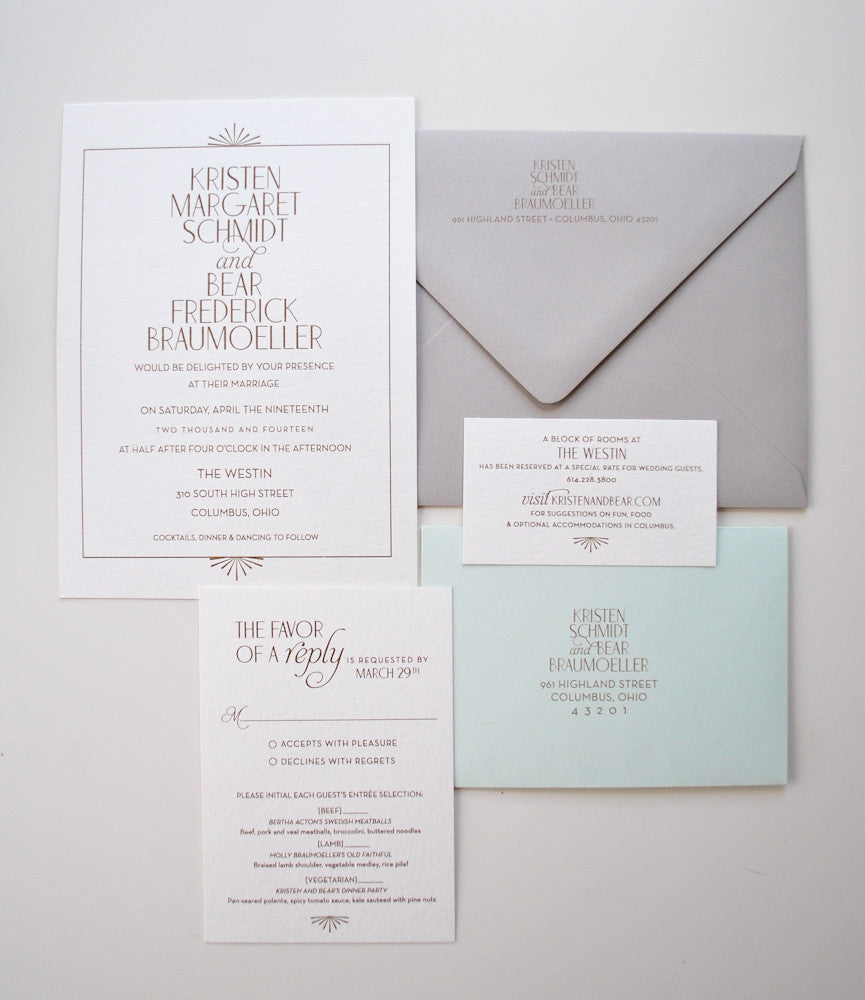 KRISTEN
MARGARET
SCHMIDT
and
BEAR
FREDERICK
BRAUMOELLER
WOULD BE DELIGHTED BY YOUR PRESENCE
AT THEIR MARRIAGE
ON SATURDAY, APRIL THE NINETEENTH
TWO THOUSAND AND FOURTEEN
AT HALF AFTER FOUR O'CLOCK IN THE AFTERNOON
THE WESTIN
310 SOUTH HIGH STREET
COLUMBUS, OHIO
COCKTAILS, DINNER & DANCING TO FOLLOW
KRISTEN
SCHMIDT
and BEAR
BRAUMOELLER
961 HIGHLAND STREET • COLUMBUS, OHIO 43201
A BLOCK OF ROOMS AT
THE WESTIN
HAS BEEN RESERVED AT A SPECIAL RATE FOR WEDDING GUESTS.
614.228.3800
visit KRISTENANDBEAR.COM
FOR SUGGESTIONS ON FUN, FOOD
& OPTIONAL ACCOMMODATIONS IN COLUMBUS.
KRISTEN
SCHMIDT
and BEAR
BRAUMOELLER
961 HIGHLAND STREET
COLUMBUS, OHIO
43201
THE FAVOR
OF A reply IS REQUESTED BY
MARCH 29TH
M
ACCEPTS WITH PLEASURE
DECLINES WITH REGRETS
PLEASE INITIAL EACH GUEST'S ENTRÉE SELECTION:
[BEEF]
BERTHA ACTON'S SWEDISH MEATBALLS
Beef, pork and veal meatballs, broccolini, buttered noodles
[LAMB]
MOLLY BRAUMOELLER'S OLD FAITHFUL
Braised lamb shoulder, vegetable medley, rice pilaf
[VEGETARIAN]
KRISTEN AND BEAR'S DINNER PARTY
Pan-seared polenta, spicy tomato sauce, kale sauteed with pine nuts